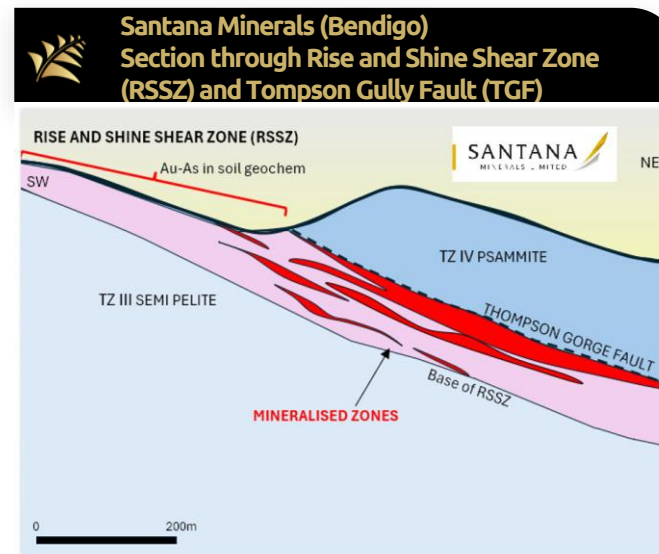 Santana Minerals (Bendigo)
Section through Rise and Shine Shear Zone
(RSSZ) and Tompson Gully Fault (TGF)
RISE AND SHINE SHEAR ZONE (RSSZ)
Au-As in soil geochem
SANTANA
MINERALS LIMITED
NE
SW
TZ IV PSAMMITE
TZ III SEMI PELITE
THOMPSON GORGE FAULT
Base of RSSZ
MINERALISED ZONES
0 200m